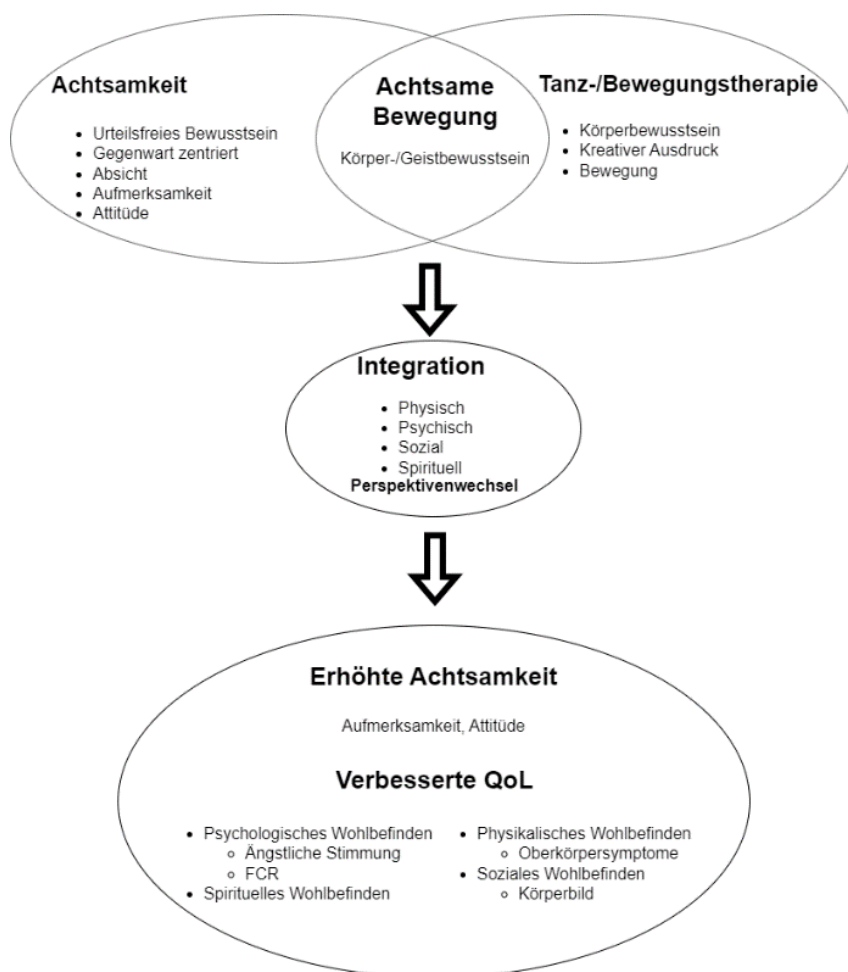 Achtsamkeit
• Urteilsfreies Bewusstsein
• Gegenwart zentriert
• Absicht
• Aufmerksamkeit
• Attitüde
Achtsame
Bewegung
Körper-/Geistbewusstsein
Tanz-/Bewegungstherapie
• Körperbewusstsein
• Kreativer Ausdruck
• Bewegung
Integration
• Physisch
• Psychisch
• Sozial
• Spirituell
Perspektivenwechsel
Erhöhte Achtsamkeit
Aufmerksamkeit, Attitüde
Verbesserte QoL
• Psychologisches Wohlbefinden
○ Ängstliche Stimmung
○ FCR
• Spirituelles Wohlbefinden
• Physikalisches Wohlbefinden
○ Oberkörpersymptome
• Soziales Wohlbefinden
○ Körperbild